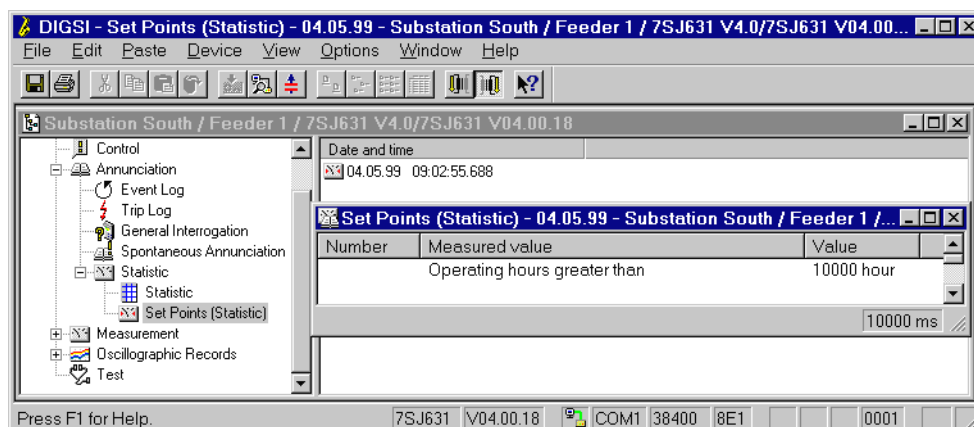 DIGSI - Set Points (Statistic) - 04.05.99 - Substation South / Feeder 1 / 7SJ631 V4.0/7SJ631 V04.00...
File Edit Paste Device View Options Window Help
Substation South / Feeder 1 / 7SJ631 V4.0/7SJ631 V04.00.18
Control
Annunciation
Event Log
Trip Log
General Interrogation
Spontaneous Annunciation
Statistic
Statistic
Set Points (Statistic)
Measurement
Oscillographic Records
Test
Date and time
04.05.99 09:02:55.688
Set Points (Statistic) - 04.05.99 - Substation South / Feeder 1 /...
Number Measured value Value
Operating hours greater than 10000 hour
10000 ms
Press F1 for Help. 7SJ631 V04.00.18 COM1 38400 8E1 0001